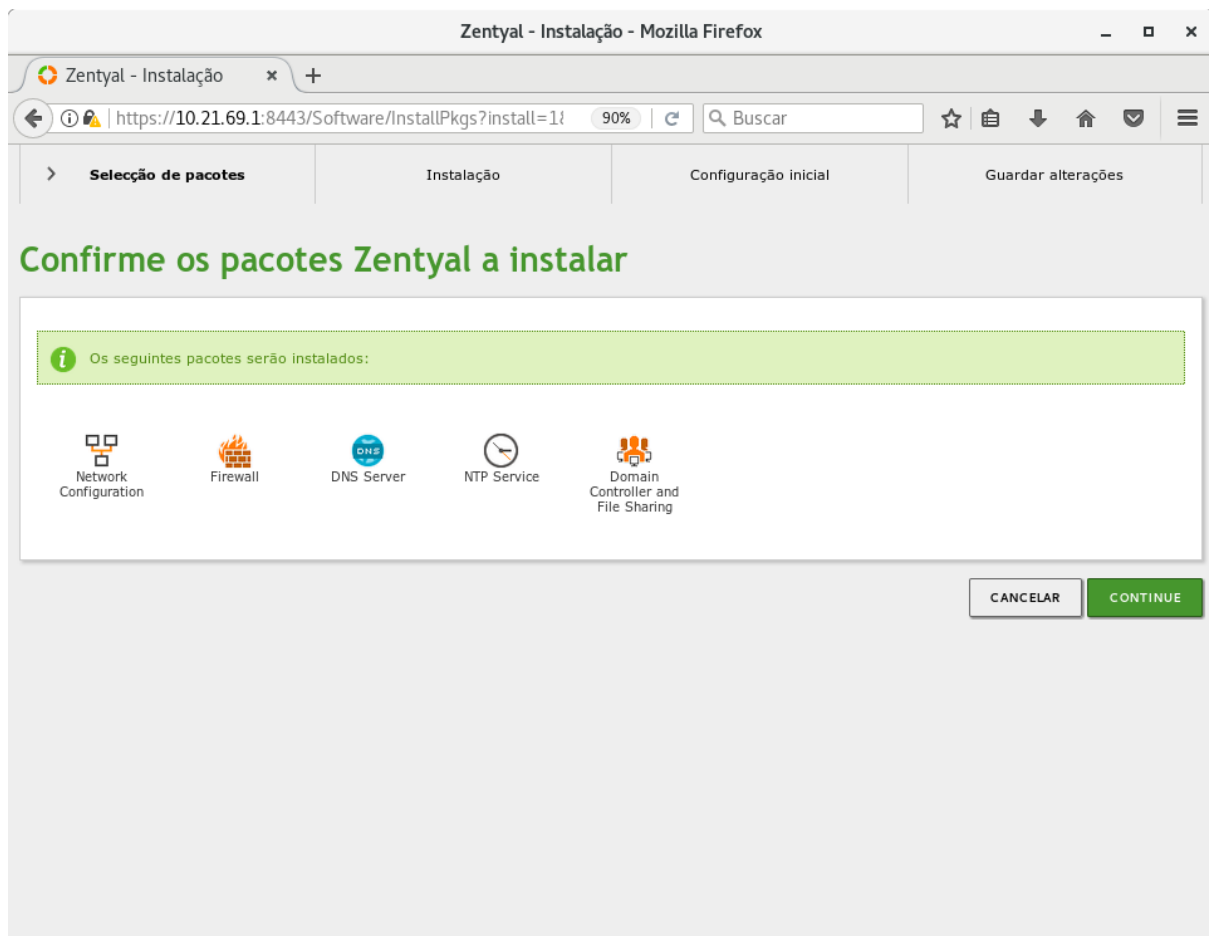 Zentyal - Instalação - Mozilla Firefox
Zentyal - Instalação
https://10.21.69.1:8443/Software/InstallPkgs?install=1&
90%
Buscar
Selecção de pacotes
Instalação
Configuração inicial
Guardar alterações
Confirme os pacotes Zentyal a instalar
Os seguintes pacotes serão instalados:
DNS
Network
Configuration
Firewall
DNS Server
NTP Service
Domain
Controller and
File Sharing
CANCELAR
CONTINUE